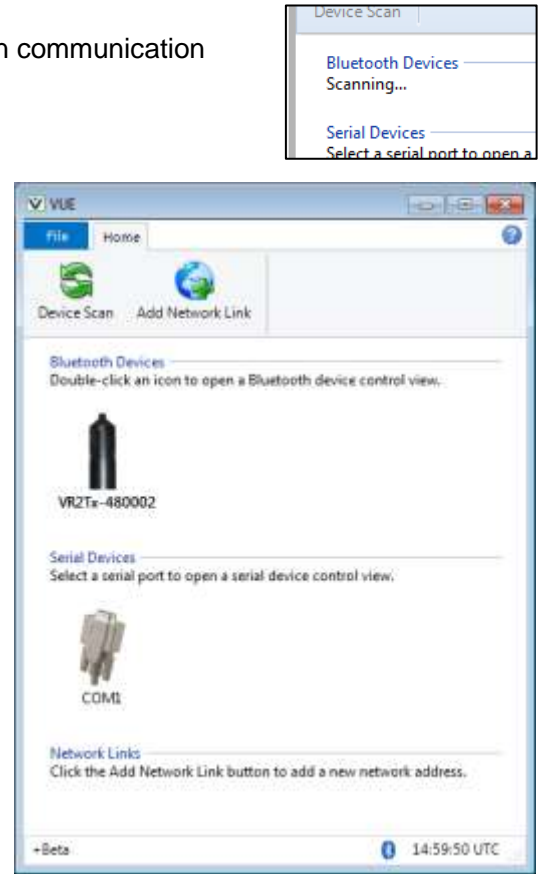 n communication
Device Scan
Bluetooth Devices
Scanning...
Serial Devices
Select a serial port to open a
VUE
File Home
Device Scan Add Network Link
Bluetooth Devices
Double-click an icon to open a Bluetooth device control view.
VR2Tx-480002
Serial Devices
Select a serial port to open a serial device control view.
COM1
Network Links
Click the Add Network Link button to add a new network address.
+Beta 14:59:50 UTC